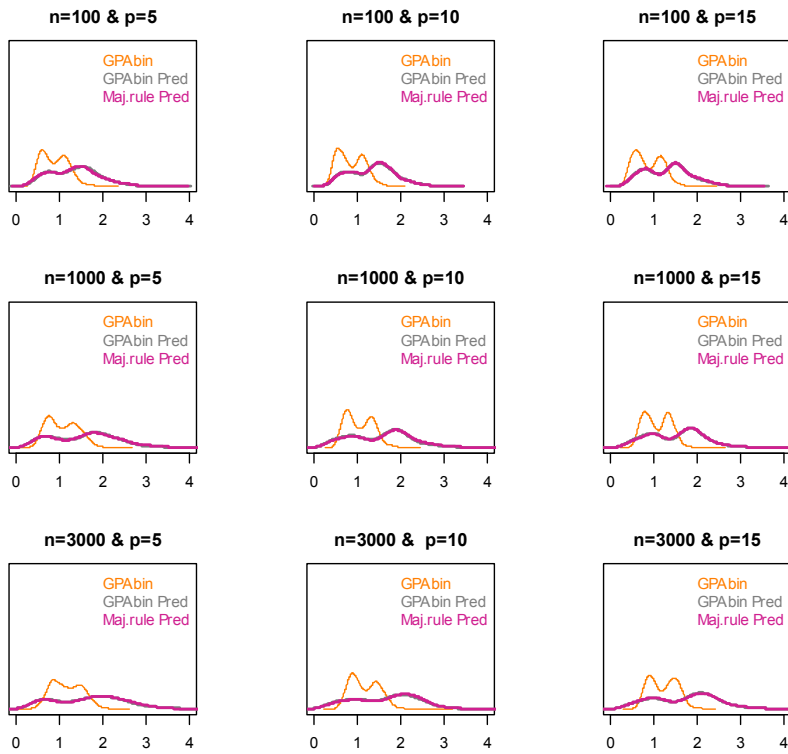 n=100 & p=5
GPAbin
GPAbin Pred
Maj.rule Pred
0 1 2 3 4
n=100 & p=10
GPAbin
GPAbin Pred
Maj.rule Pred
0 1 2 3 4
n=100 & p=15
GPAbin
GPAbin Pred
Maj.rule Pred
0 1 2 3 4
n=1000 & p=5
GPAbin
GPAbin Pred
Maj.rule Pred
0 1 2 3 4
n=1000 & p=10
GPAbin
GPAbin Pred
Maj.rule Pred
0 1 2 3 4
n=1000 & p=15
GPAbin
GPAbin Pred
Maj.rule Pred
0 1 2 3 4
n=3000 & p=5
GPAbin
GPAbin Pred
Maj.rule Pred
0 1 2 3 4
n=3000 &  p=10
GPAbin
GPAbin Pred
Maj.rule Pred
0 1 2 3 4
n=3000 & p=15
GPAbin
GPAbin Pred
Maj.rule Pred
0 1 2 3 4